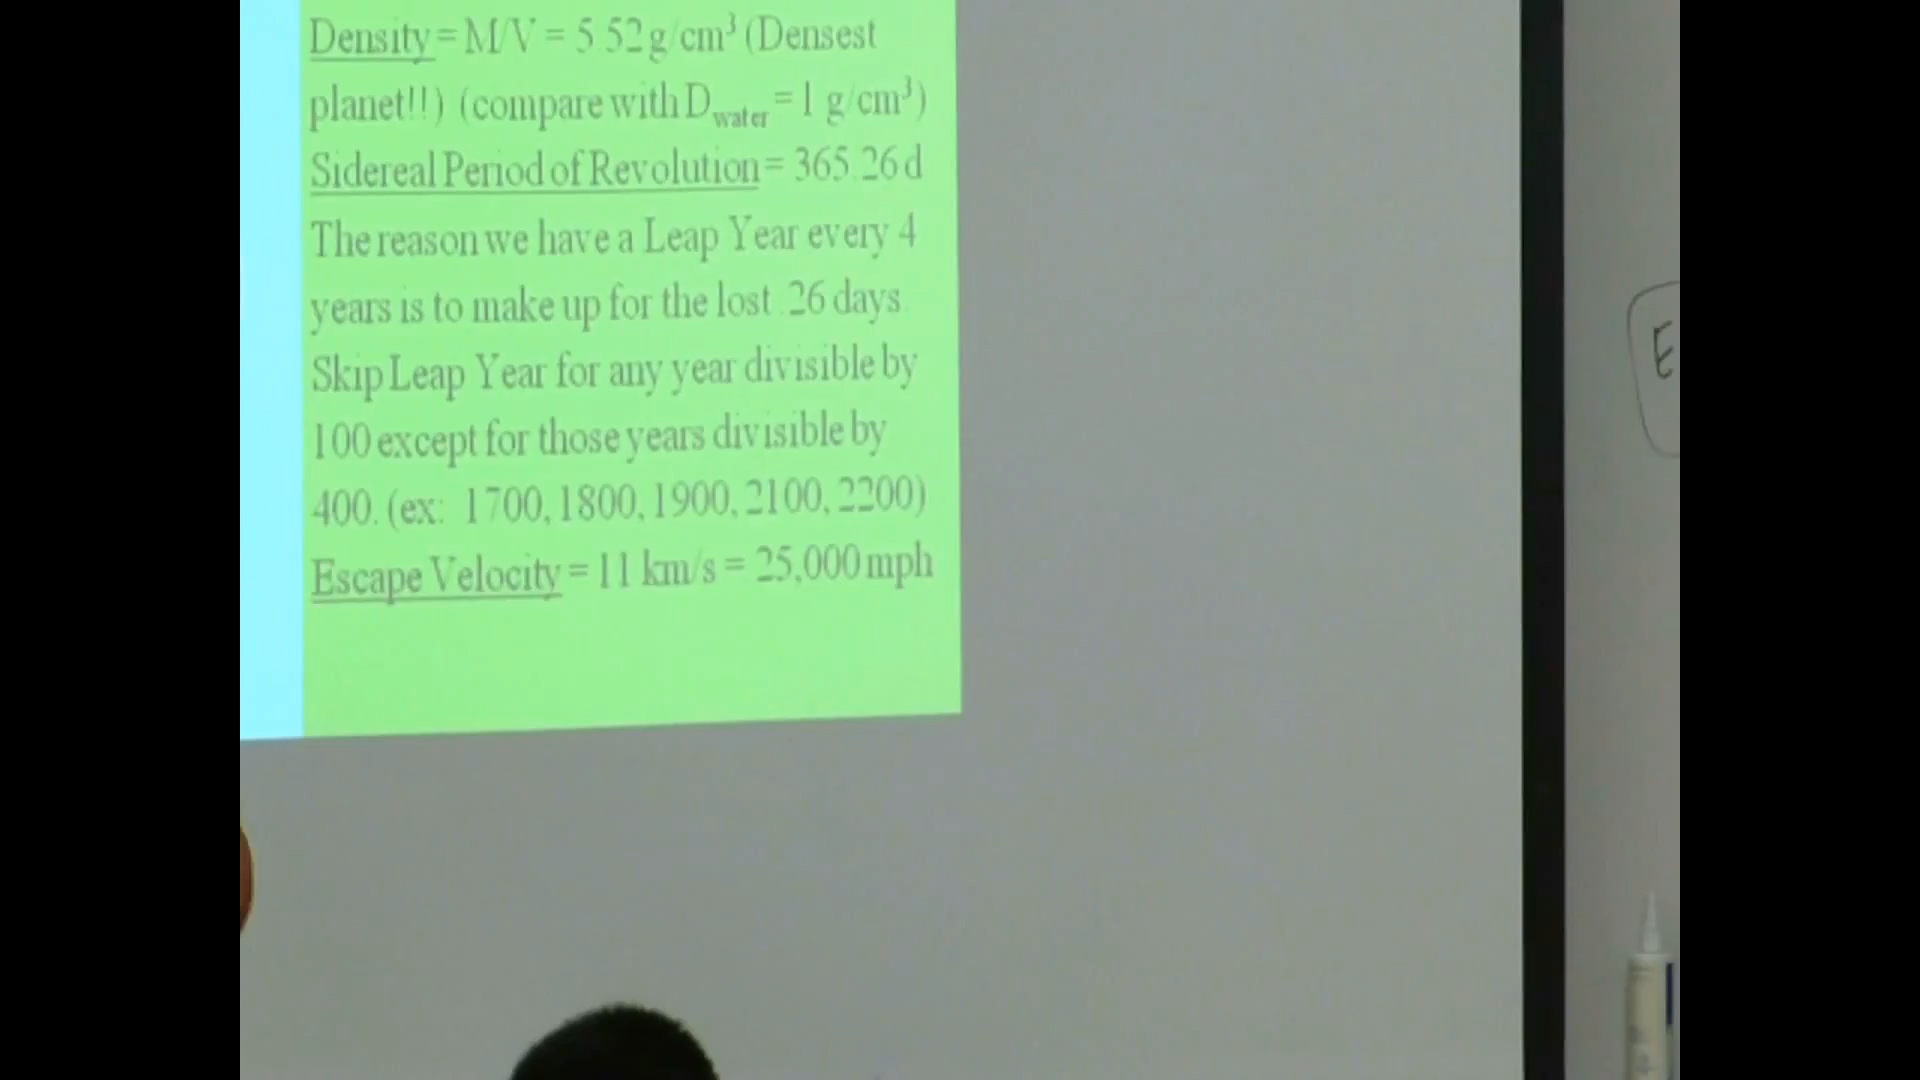 Density = M/V = 5.52 g/cm³ (Densest
planet!!) (compare with Dwater = 1 g/cm³)
Sidereal Period of Revolution = 365.26 d
The reason we have a Leap Year every 4
years is to make up for the lost .26 days.
Skip Leap Year for any year divisible by
100 except for those years divisible by
400. (ex: 1700, 1800, 1900, 2100, 2200)
Escape Velocity = 11 km/s = 25,000 mph
E